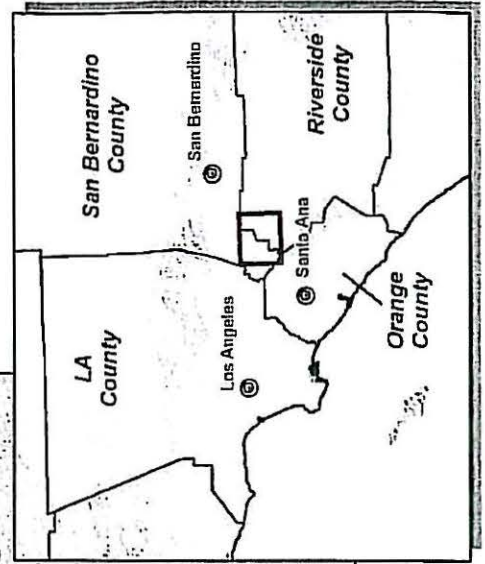 San Bernardino
County
San Bernardino
Riverside
County
LA
County
Los Angeles
Santa Ana
Orange
County